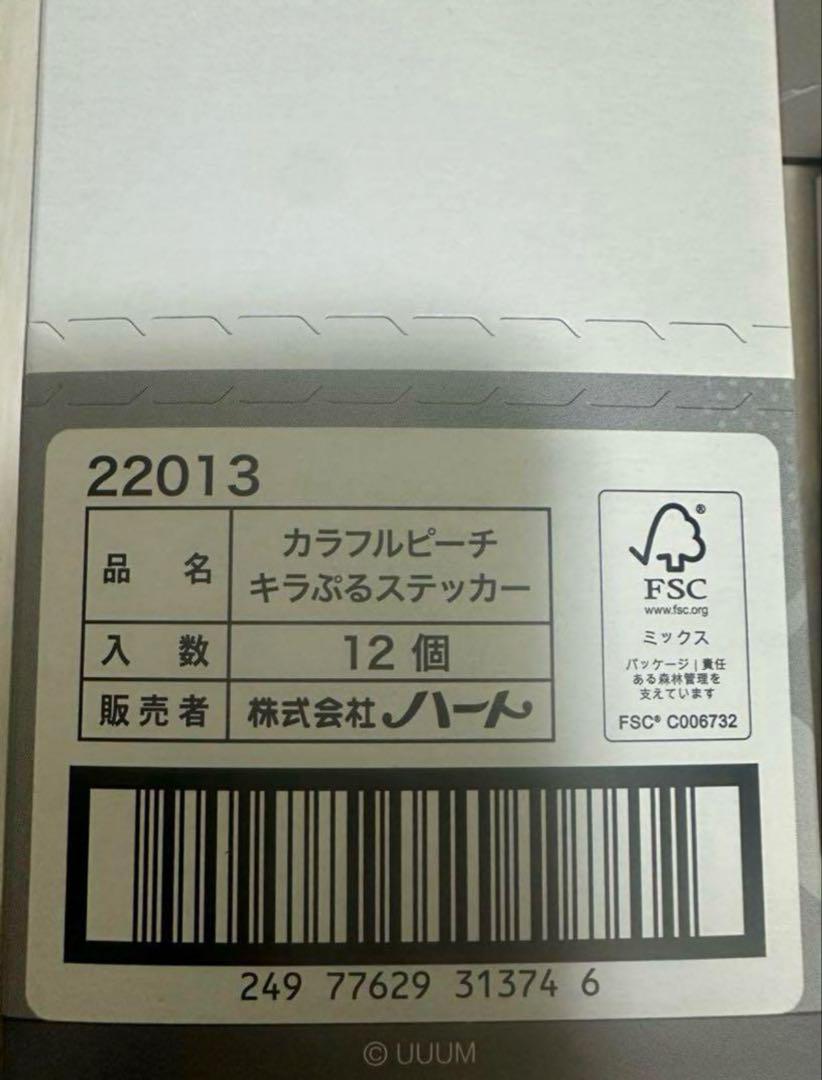 22013
品名
カラフルピーチ
キラぷるステッカー
入数
12 個
販売者
株式会社ハート
FSC®
www.fsc.org
ミックス
パッケージ | 責任
ある森林管理を
支えています
FSC® C006732
249 77629 31374 6
© UUUM